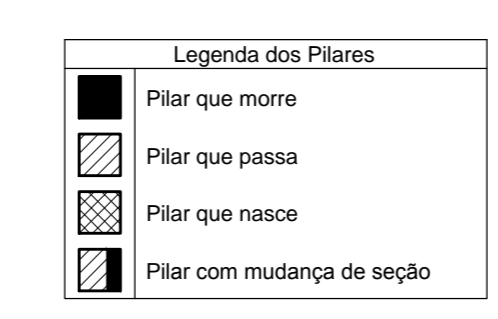 Legenda dos Pilares
Pilar que morre
Pilar que passa
Pilar que nasce
Pilar com mudança de seção